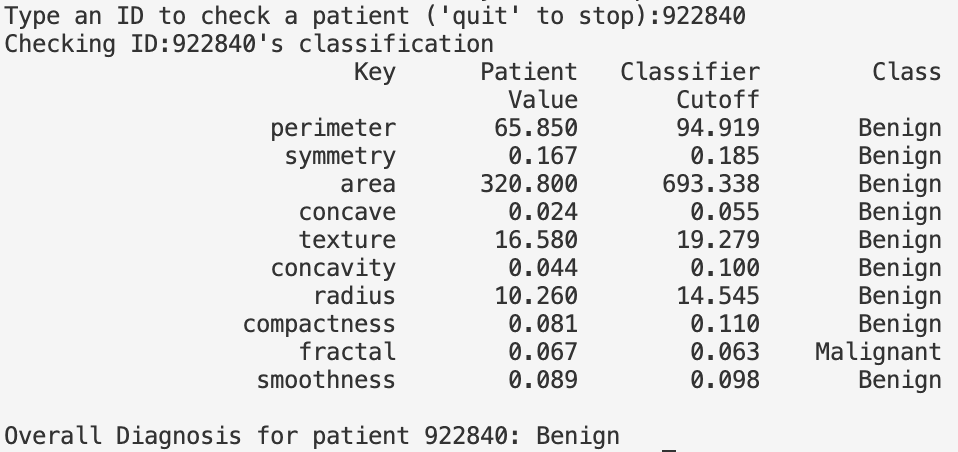 Type an ID to check a patient ('quit' to stop):922840
Checking ID:922840's classification
Key Patient Classifier Class
Value Cutoff
perimeter 65.850 94.919 Benign
symmetry 0.167 0.185 Benign
area 320.800 693.338 Benign
concave 0.024 0.055 Benign
texture 16.580 19.279 Benign
concavity 0.044 0.100 Benign
radius 10.260 14.545 Benign
compactness 0.081 0.110 Benign
fractal 0.067 0.063 Malignant
smoothness 0.089 0.098 Benign
Overall Diagnosis for patient 922840: Benign